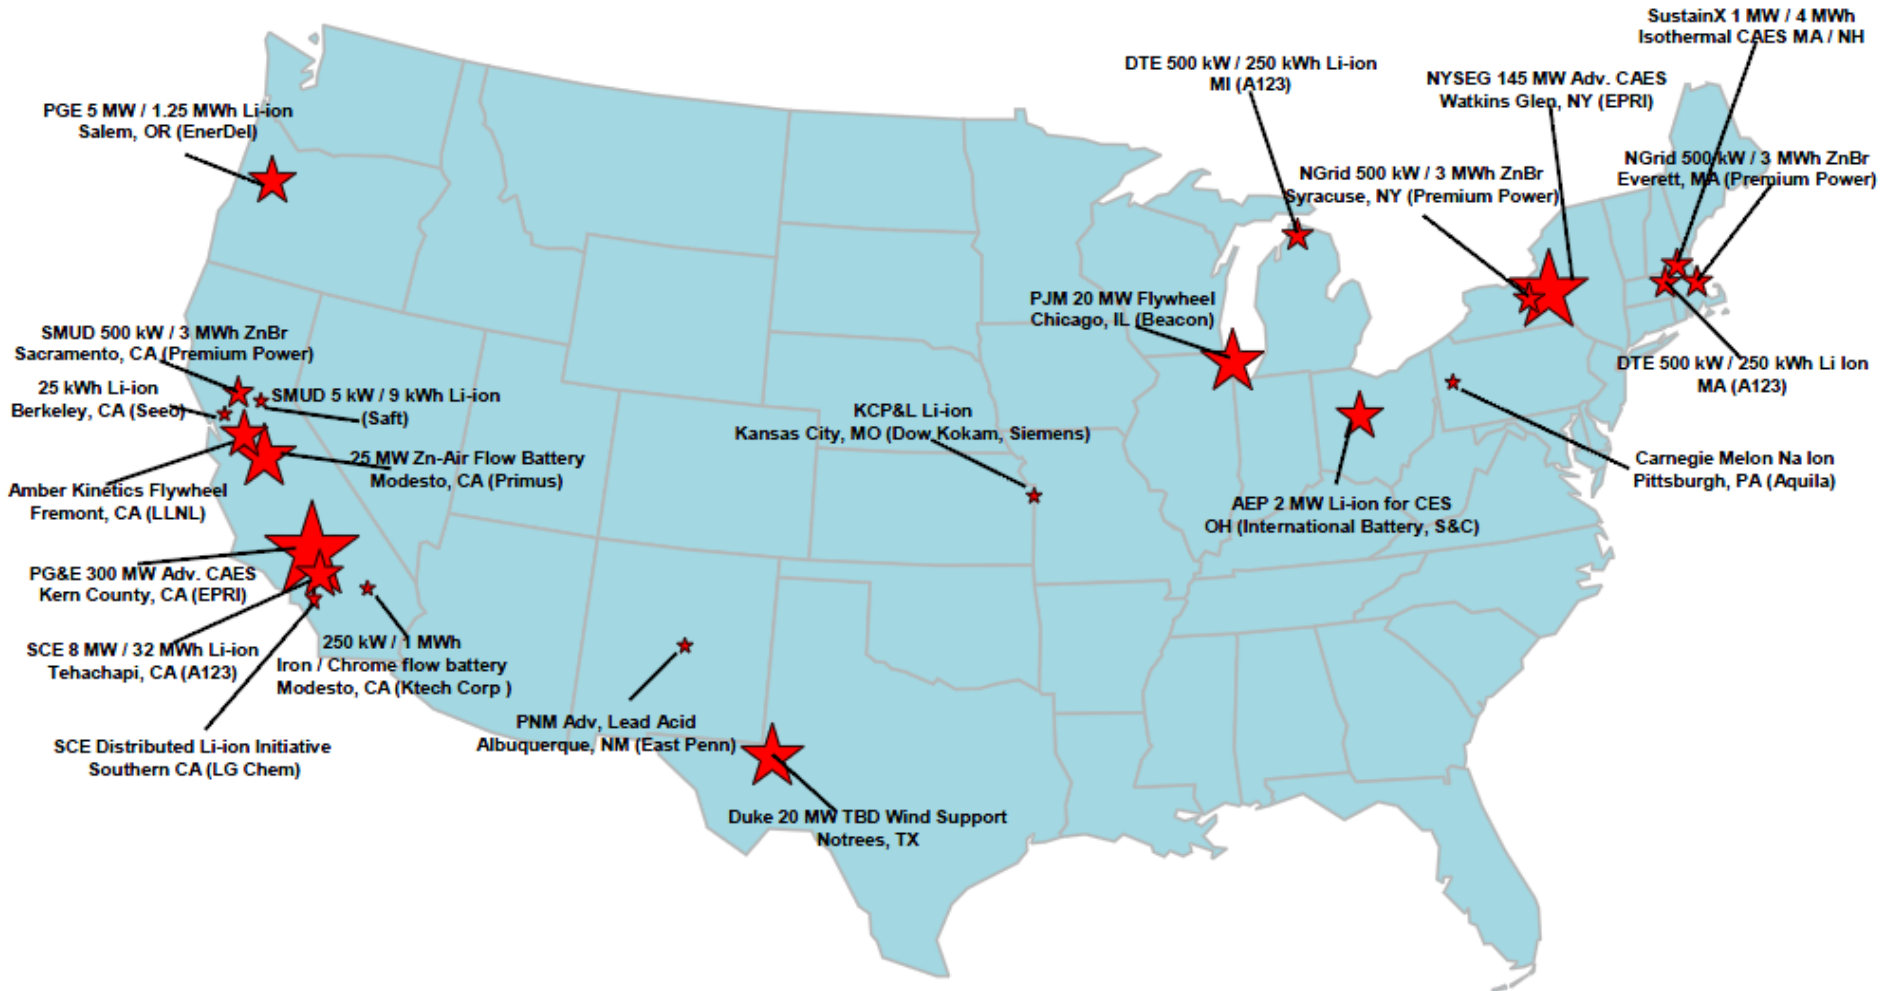 SustainX 1 MW / 4 MWh
Isothermal CAES MA / NH
DTE 500 kW / 250 kWh Li-ion
MI (A123)
NYSEG 145 MW Adv. CAES
Watkins Glen, NY (EPRI)
PGE 5 MW / 1.25 MWh Li-ion
Salem, OR (EnerDel)
NGrid 500 kW / 3 MWh ZnBr
Everett, MA (Premium Power)
NGrid 500 kW / 3 MWh ZnBr
Syracuse, NY (Premium Power)
PJM 20 MW Flywheel
Chicago, IL (Beacon)
SMUD 500 kW / 3 MWh ZnBr
Sacramento, CA (Premium Power)
DTE 500 kW / 250 kWh Li Ion
MA (A123)
25 kWh Li-ion
Berkeley, CA (Seeo)
SMUD 5 kW / 9 kWh Li-ion
(Saft)
KCP&L Li-ion
Kansas City, MO (Dow Kokam, Siemens)
25 MW Zn-Air Flow Battery
Modesto, CA (Primus)
Carnegie Melon Na Ion
Pittsburgh, PA (Aquila)
Amber Kinetics Flywheel
Fremont, CA (LLNL)
AEP 2 MW Li-ion for CES
OH (International Battery, S&C)
PG&E 300 MW Adv. CAES
Kern County, CA (EPRI)
SCE 8 MW / 32 MWh Li-ion
Tehachapi, CA (A123)
250 kW / 1 MWh
Iron / Chrome flow battery
Modesto, CA (Ktech Corp )
PNM Adv, Lead Acid
Albuquerque, NM (East Penn)
SCE Distributed Li-ion Initiative
Southern CA (LG Chem)
Duke 20 MW TBD Wind Support
Notrees, TX